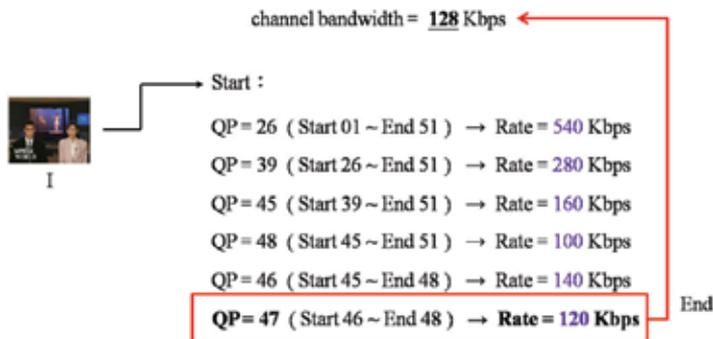 channel bandwidth = 128 Kbps
Start :
QP = 26 ( Start 01 ~ End 51 ) → Rate = 540 Kbps
QP = 39 ( Start 26 ~ End 51 ) → Rate = 280 Kbps
QP = 45 ( Start 39 ~ End 51 ) → Rate = 160 Kbps
QP = 48 ( Start 45 ~ End 51 ) → Rate = 100 Kbps
QP = 46 ( Start 45 ~ End 48 ) → Rate = 140 Kbps
QP = 47 ( Start 46 ~ End 48 ) → Rate = 120 Kbps
I
End